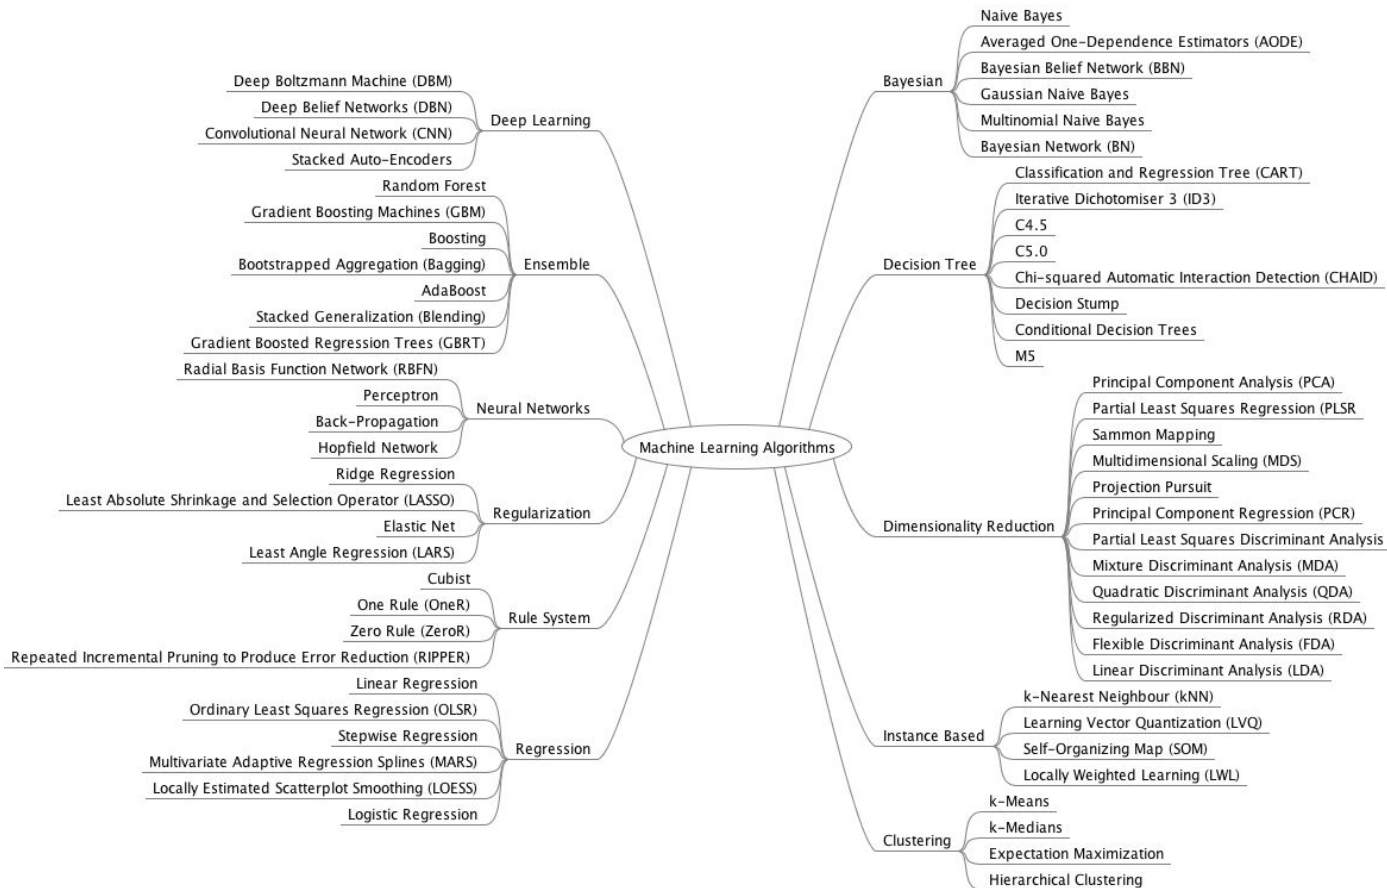 Machine Learning Algorithms
Deep Learning
Deep Boltzmann Machine (DBM)
Deep Belief Networks (DBN)
Convolutional Neural Network (CNN)
Stacked Auto-Encoders
Ensemble
Random Forest
Gradient Boosting Machines (GBM)
Boosting
Bootstrapped Aggregation (Bagging)
AdaBoost
Stacked Generalization (Blending)
Gradient Boosted Regression Trees (GBRT)
Neural Networks
Radial Basis Function Network (RBFN)
Perceptron
Back-Propagation
Hopfield Network
Regularization
Ridge Regression
Least Absolute Shrinkage and Selection Operator (LASSO)
Elastic Net
Least Angle Regression (LARS)
Rule System
Cubist
One Rule (OneR)
Zero Rule (ZeroR)
Repeated Incremental Pruning to Produce Error Reduction (RIPPER)
Regression
Linear Regression
Ordinary Least Squares Regression (OLSR)
Stepwise Regression
Multivariate Adaptive Regression Splines (MARS)
Locally Estimated Scatterplot Smoothing (LOESS)
Logistic Regression
Bayesian
Naive Bayes
Averaged One-Dependence Estimators (AODE)
Bayesian Belief Network (BBN)
Gaussian Naive Bayes
Multinomial Naive Bayes
Bayesian Network (BN)
Decision Tree
Classification and Regression Tree (CART)
Iterative Dichotomiser 3 (ID3)
C4.5
C5.0
Chi-squared Automatic Interaction Detection (CHAID)
Decision Stump
Conditional Decision Trees
M5
Dimensionality Reduction
Principal Component Analysis (PCA)
Partial Least Squares Regression (PLSR
Sammon Mapping
Multidimensional Scaling (MDS)
Projection Pursuit
Principal Component Regression (PCR)
Partial Least Squares Discriminant Analysis
Mixture Discriminant Analysis (MDA)
Quadratic Discriminant Analysis (QDA)
Regularized Discriminant Analysis (RDA)
Flexible Discriminant Analysis (FDA)
Linear Discriminant Analysis (LDA)
Instance Based
k-Nearest Neighbour (kNN)
Learning Vector Quantization (LVQ)
Self-Organizing Map (SOM)
Locally Weighted Learning (LWL)
Clustering
k-Means
k-Medians
Expectation Maximization
Hierarchical Clustering